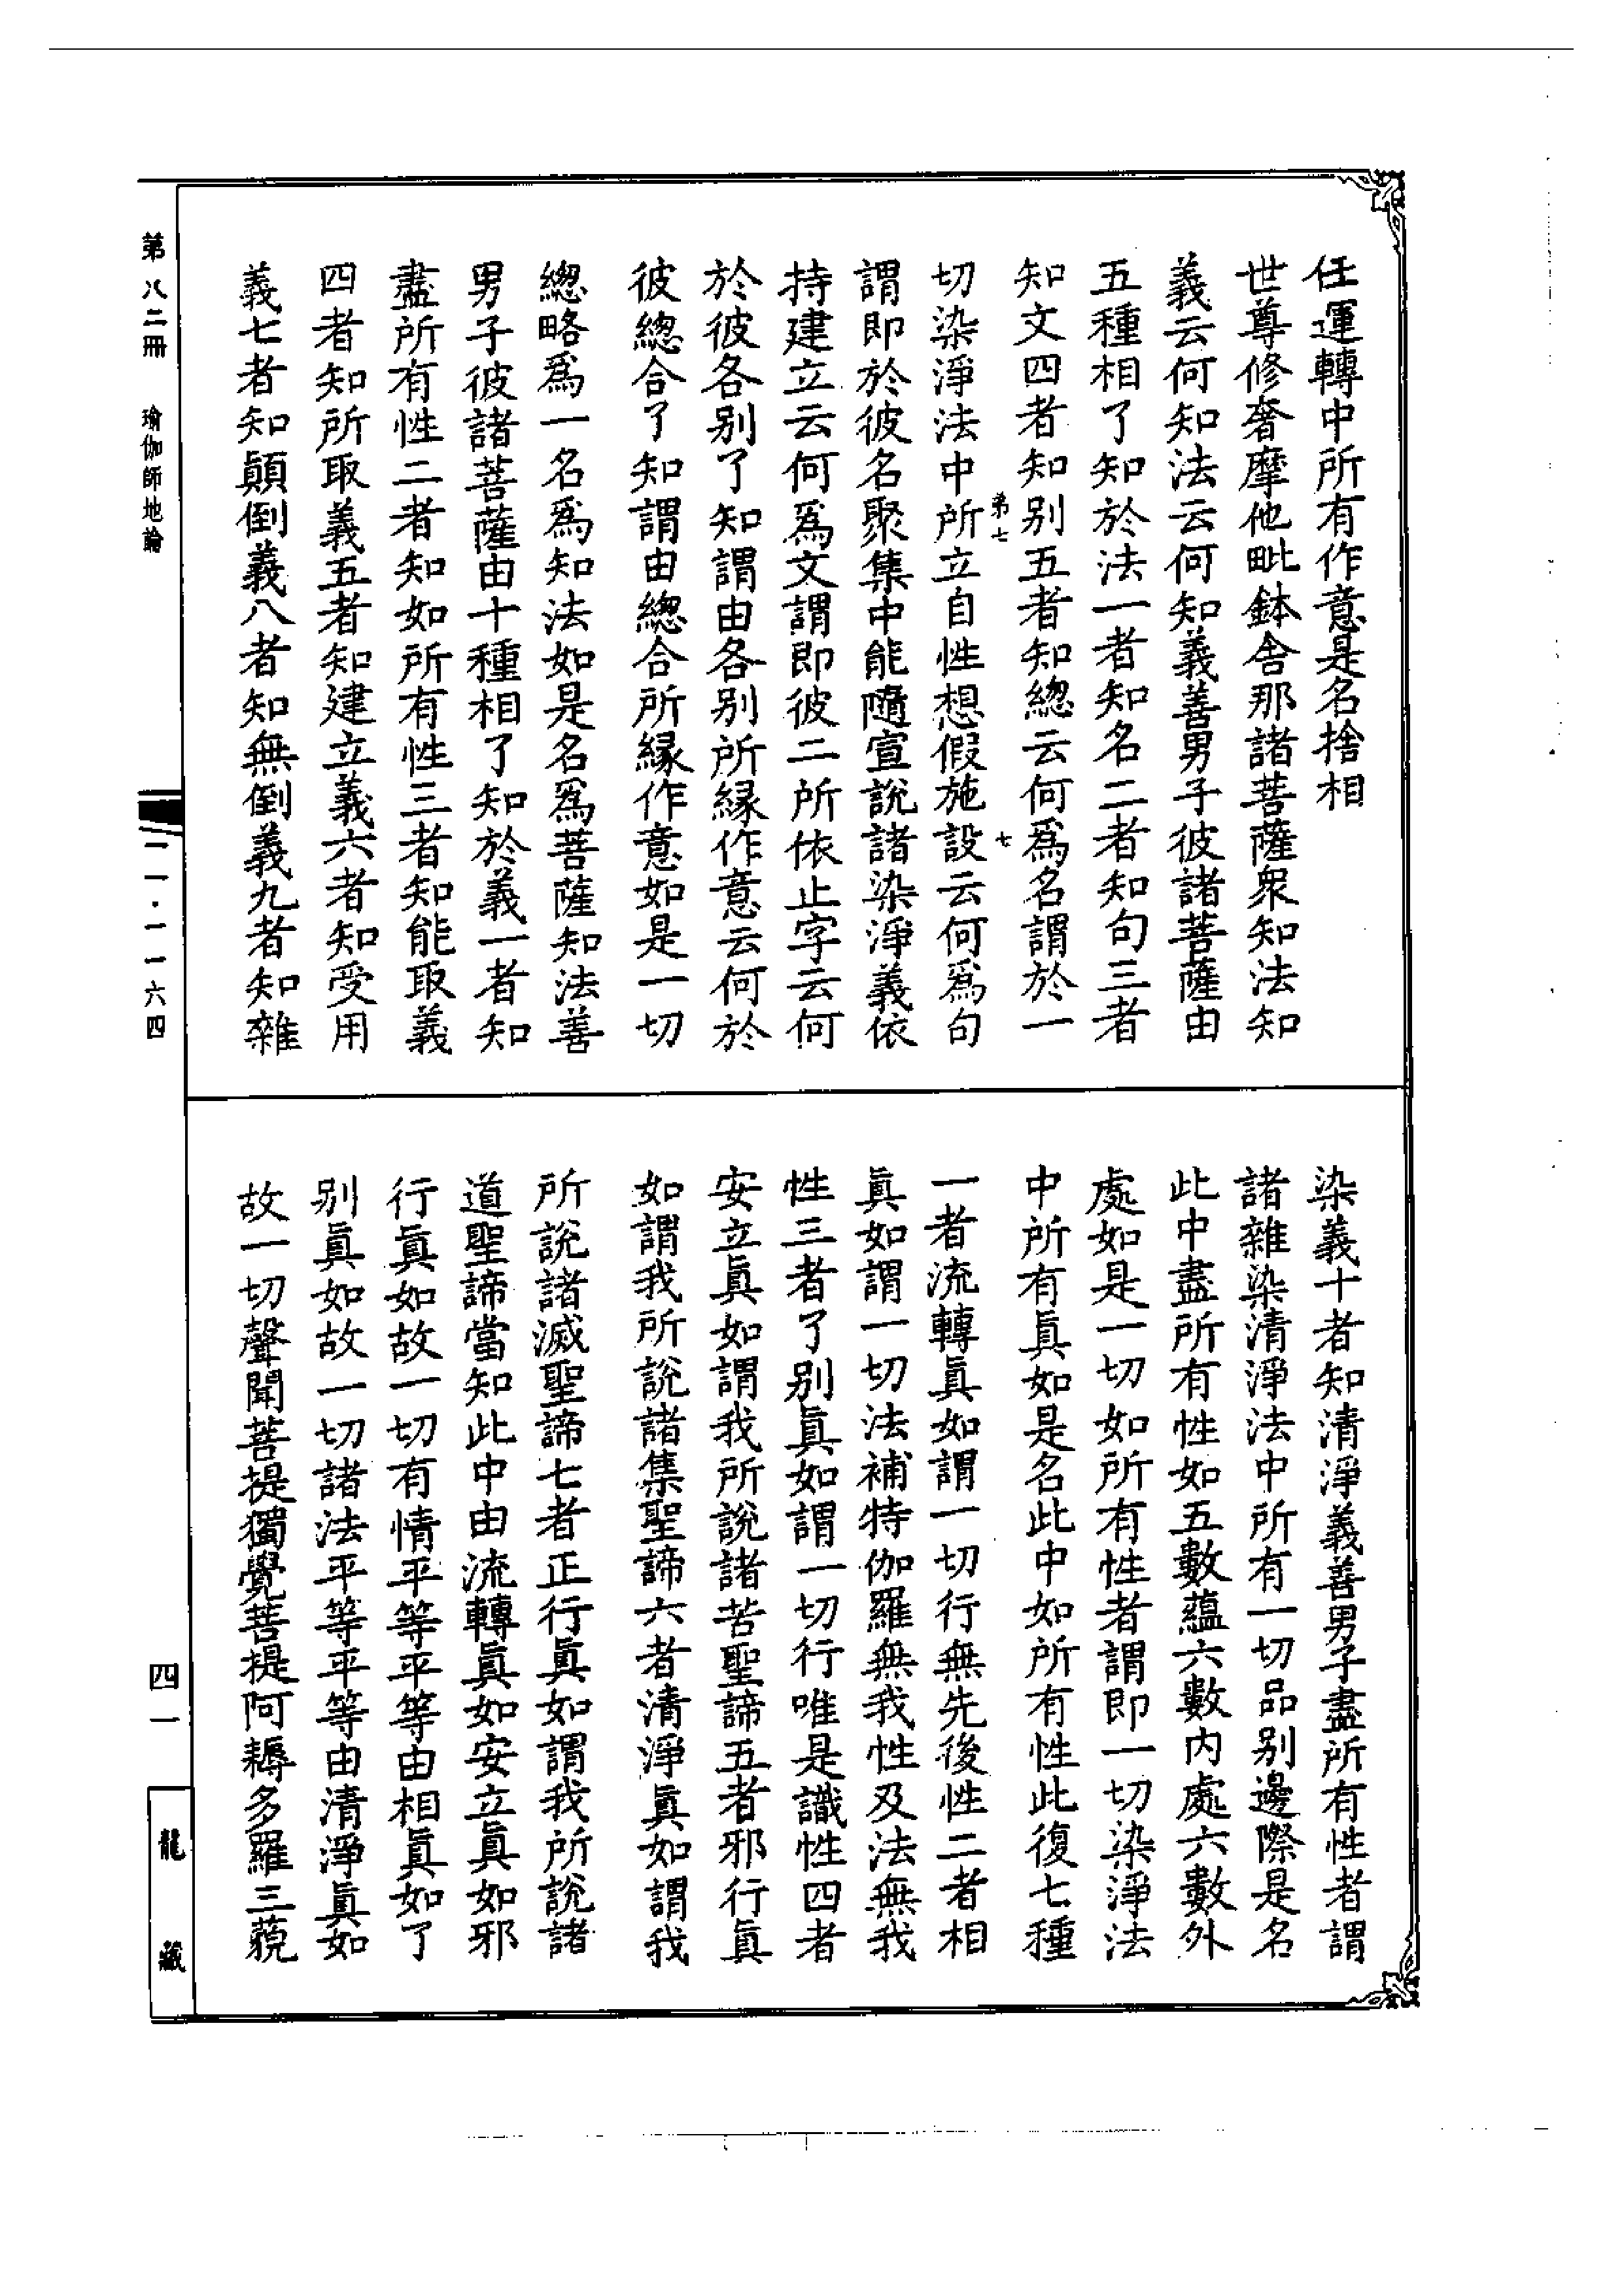 任運轉中所有作意是名捨相
世尊修奢摩他毗鉢舍那諸菩薩衆知法知
義云何知法云何知義善男子彼諸菩薩由
五種相了知於法一者知名二者知句三者
知文四者知别五者知總云何爲名謂於一
第七
七
切染淨法中所立自性想假施設云何爲句
謂即於彼名聚集中能隨宣說諸染淨義依
持建立云何爲文謂即彼二所依止字云何
於彼各别了知謂由各别所緣作意云何於
彼總合了知謂由總合所緣作意如是一切
總略爲一名爲知法如是名爲菩薩知法善
男子彼諸菩薩由十種相了知於義一者知
盡所有性二者知如所有性三者知能取義
四者知所取義五者知建立義六者知受用
義七者知顛倒義八者知無倒義九者知雜
染義十者知清淨義善男子盡所有性者謂
諸雜染清淨法中所有一切品别邊際是名
此中盡所有性如五數蘊六數內處六數外
處如是一切如所有性者謂即一切染淨法
中所有眞如是名此中如所有性此復七種
一者流轉眞如謂一切行無先後性二者相
眞如謂一切法補特伽羅無我性及法無我
性三者了别眞如謂一切行唯是識性四者
安立眞如謂我所說諸苦聖諦五者邪行眞
如謂我所說諸集聖諦六者清淨眞如謂我
所說諸滅聖諦七者正行眞如謂我所說諸
道聖諦當知此中由流轉眞如安立眞如邪
行眞如故一切有情平等平等由相眞如了
别眞如故一切諸法平等平等由清淨眞如
故一切聲聞菩提獨覺菩提阿耨多羅三藐
第八二冊 瑜伽師地論
一一·一一六四
四一
龍藏